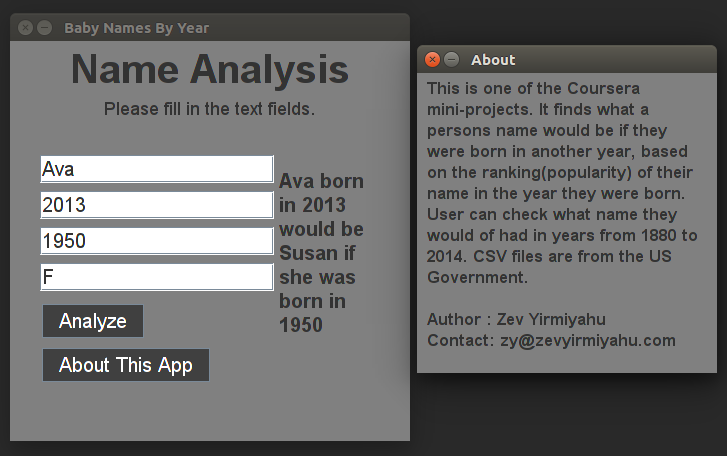 Baby Names By Year
Name Analysis
Please fill in the text fields.
Ava
2013
1950
F
Analyze
About This App
Ava born
in 2013
would be
Susan if
she was
born in
1950
About
This is one of the Coursera
mini-projects. It finds what a
persons name would be if they
were born in another year, based
on the ranking(popularity) of their
name in the year they were born.
User can check what name they
would of had in years from 1880 to
2014. CSV files are from the US
Government.
Author : Zev Yirmiyahu
Contact: zy@zevyirmiyahu.com